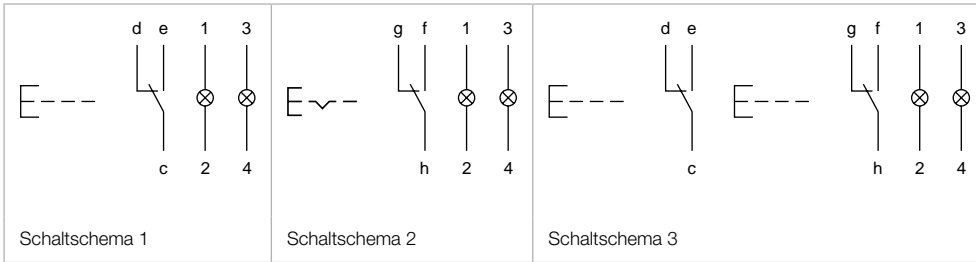 d e 1 3 g f 1 3 d e g f 1 3
c 2 4 h 2 4 c h 2 4
Schaltschema 1 Schaltschema 2 Schaltschema 3